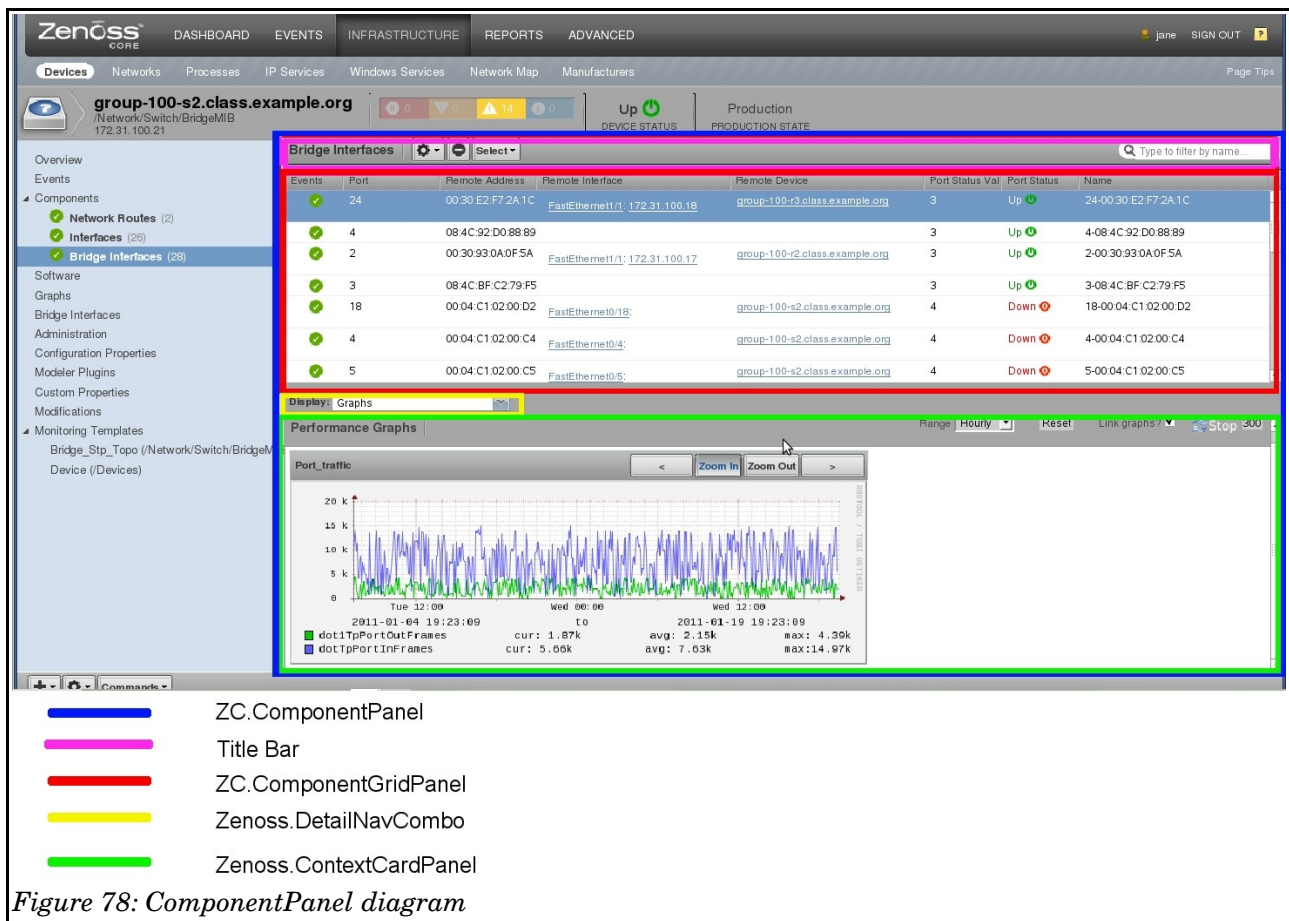 Zenōss™ CORE DASHBOARD EVENTS INFRASTRUCTURE REPORTS ADVANCED jane SIGN OUT ?
Devices Networks Processes IP Services Windows Services Network Map Manufacturers Page Tips
group-100-s2.class.example.org
/Network/Switch/BridgeMIB
172.31.100.21
0 0 14 0
Up
DEVICE STATUS
Production
PRODUCTION STATE
Overview
Events
Components
Network Routes (2)
Interfaces (26)
Bridge Interfaces (28)
Software
Graphs
Bridge Interfaces
Administration
Configuration Properties
Modeler Plugins
Custom Properties
Modifications
Monitoring Templates
Bridge_Stp_Topo (/Network/Switch/BridgeM
Device (/Devices)
Bridge Interfaces Select Type to filter by name...
Events Port Remote Address Remote Interface Remote Device Port Status Val Port Status Name
24 00:30:E2:F7:2A:1C FastEthernet1/1; 172.31.100.18 group-100-r3.class.example.org 3 Up 24-00:30:E2:F7:2A:1C
4 08:4C:92:D0:88:89 3 Up 4-08:4C:92:D0:88:89
2 00:30:93:0A:0F:5A FastEthernet1/1; 172.31.100.17 group-100-r2.class.example.org 3 Up 2-00:30:93:0A:0F:5A
3 08:4C:BF:C2:79:F5 3 Up 3-08:4C:BF:C2:79:F5
18 00:04:C1:02:00:D2 FastEthernet0/18; group-100-s2.class.example.org 4 Down 18-00:04:C1:02:00:D2
4 00:04:C1:02:00:C4 FastEthernet0/4; group-100-s2.class.example.org 4 Down 4-00:04:C1:02:00:C4
5 00:04:C1:02:00:C5 FastEthernet0/5; group-100-s2.class.example.org 4 Down 5-00:04:C1:02:00:C5
Display: Graphs
Performance Graphs Range Hourly Reset Link graphs? Stop 300
Port_traffic < Zoom In Zoom Out >
20 k
15 k
10 k
5 k
0
RRDTOOL / TOBI OETIKER
Tue 12:00 Wed 00:00 Wed 12:00
2011-01-04 19:23:09 to 2011-01-19 19:23:09
dot1TpPortOutFrames cur: 1.87k avg: 2.15k max: 4.39k
dotTpPortInFrames cur: 5.66k avg: 7.63k max:14.97k
Commands
ZC.ComponentPanel
Title Bar
ZC.ComponentGridPanel
Zenoss.DetailNavCombo
Zenoss.ContextCardPanel
Figure 78: ComponentPanel diagram